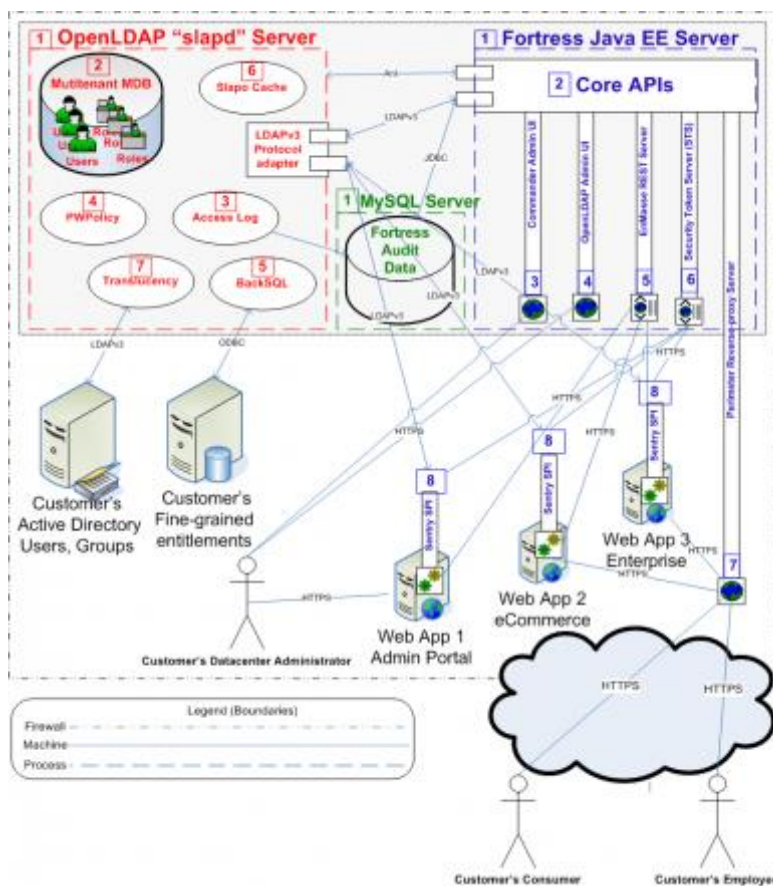 1 OpenLDAP “slapd” Server
1 Fortress Java EE Server
2
Mutitenant MDB
Users
Roles
6
Slapo Cache
2 Core APIs
LDAPv3
Protocol
adapter
LDAPv3
JDBC
4
PWPolicy
3
Access Log
7
Translucency
5
BackSQL
1 MySQL Server
Fortress
Audit
Data
Commander Admin UI
OpenLDAP Admin UI
EnMasse REST Server
Security Token Server (STS)
Perimeter Reverse-proxy Server
3
4
5
6
LDAPv3
LDAPv3
LDAPv3
LDAPv3
ODBC
HTTPS
HTTPS
HTTPS
HTTPS
8
Sentry SPI
8
Sentry SPI
8
Sentry SPI
Customer's
Active Directory
Users, Groups
Customer's
Fine-grained
entitlements
Web App 3
Enterprise
HTTPS
7
HTTPS
HTTPS
Web App 2
eCommerce
Web App 1
Admin Portal
Customer's Datacenter Administrator
HTTPS
HTTPS
Legend (Boundaries)
Firewall
Machine
Process
Customer's Consumer
Customer's Employe